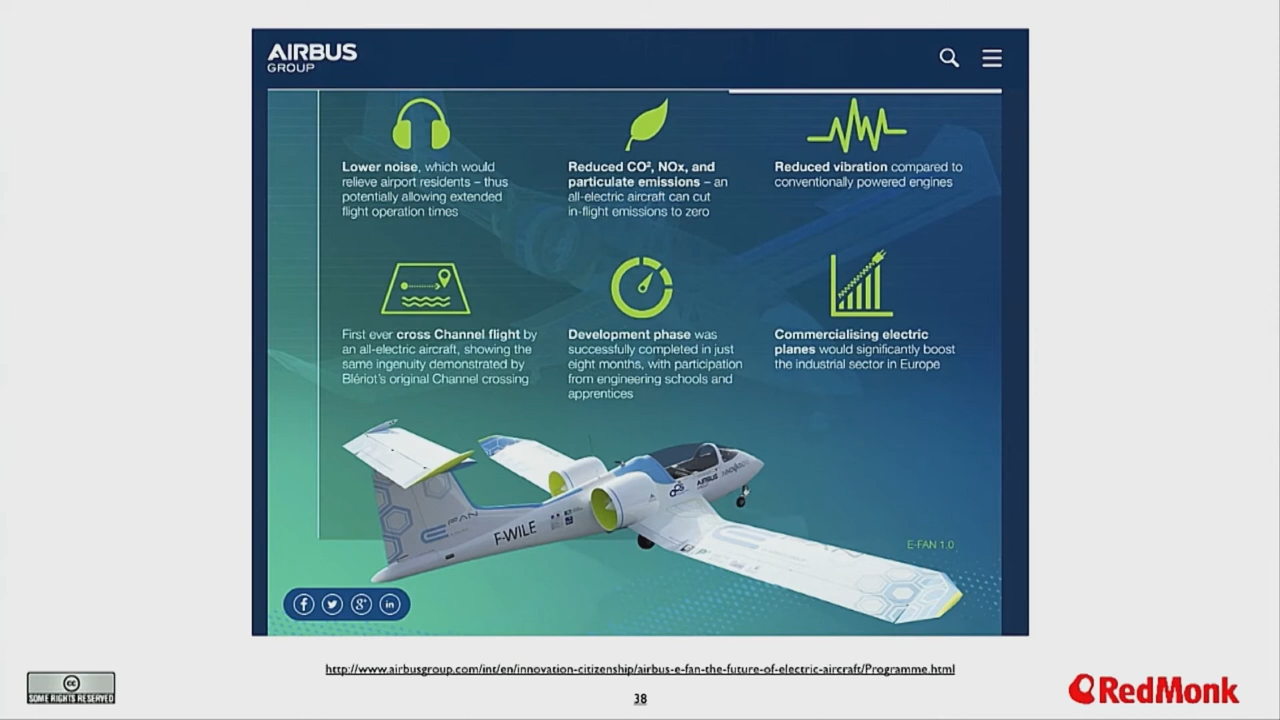 AIRBUS
GROUP
Lower noise, which would
relieve airport residents – thus
potentially allowing extended
flight operation times
Reduced CO², NOx, and
particulate emissions – an
all-electric aircraft can cut
in-flight emissions to zero
Reduced vibration compared to
conventionally powered engines
First ever cross Channel flight by
an all-electric aircraft, showing the
same ingenuity demonstrated by
Blériot's original Channel crossing
Development phase was
successfully completed in just
eight months, with participation
from engineering schools and
apprentices
Commercialising electric
planes would significantly boost
the industrial sector in Europe
E-FAN
F-WILE
AIRBUS
GROUP
E-FAN 1.0
f
g+
in
http://www.airbusgroup.com/int/en/innovation-citizenship/airbus-e-fan-the-future-of-electric-aircraft/Programme.html
cc
SOME RIGHTS RESERVED
38
RedMonk